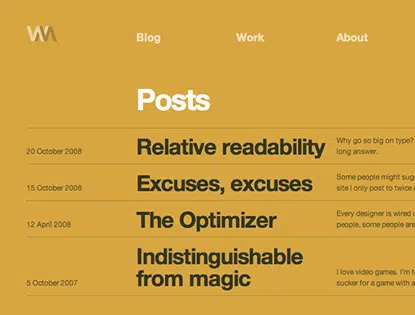 WA
Blog Work About
Posts
20 October 2008 Relative readability Why go so big on type?
long answer.
15 October 2008 Excuses, excuses Some people might sug
site I only post to twice a
12 April 2008 The Optimizer Every designer is wired
people, some people are
Indistinguishable
from magic
5 October 2007 I love video games. I'm
sucker for a game with a